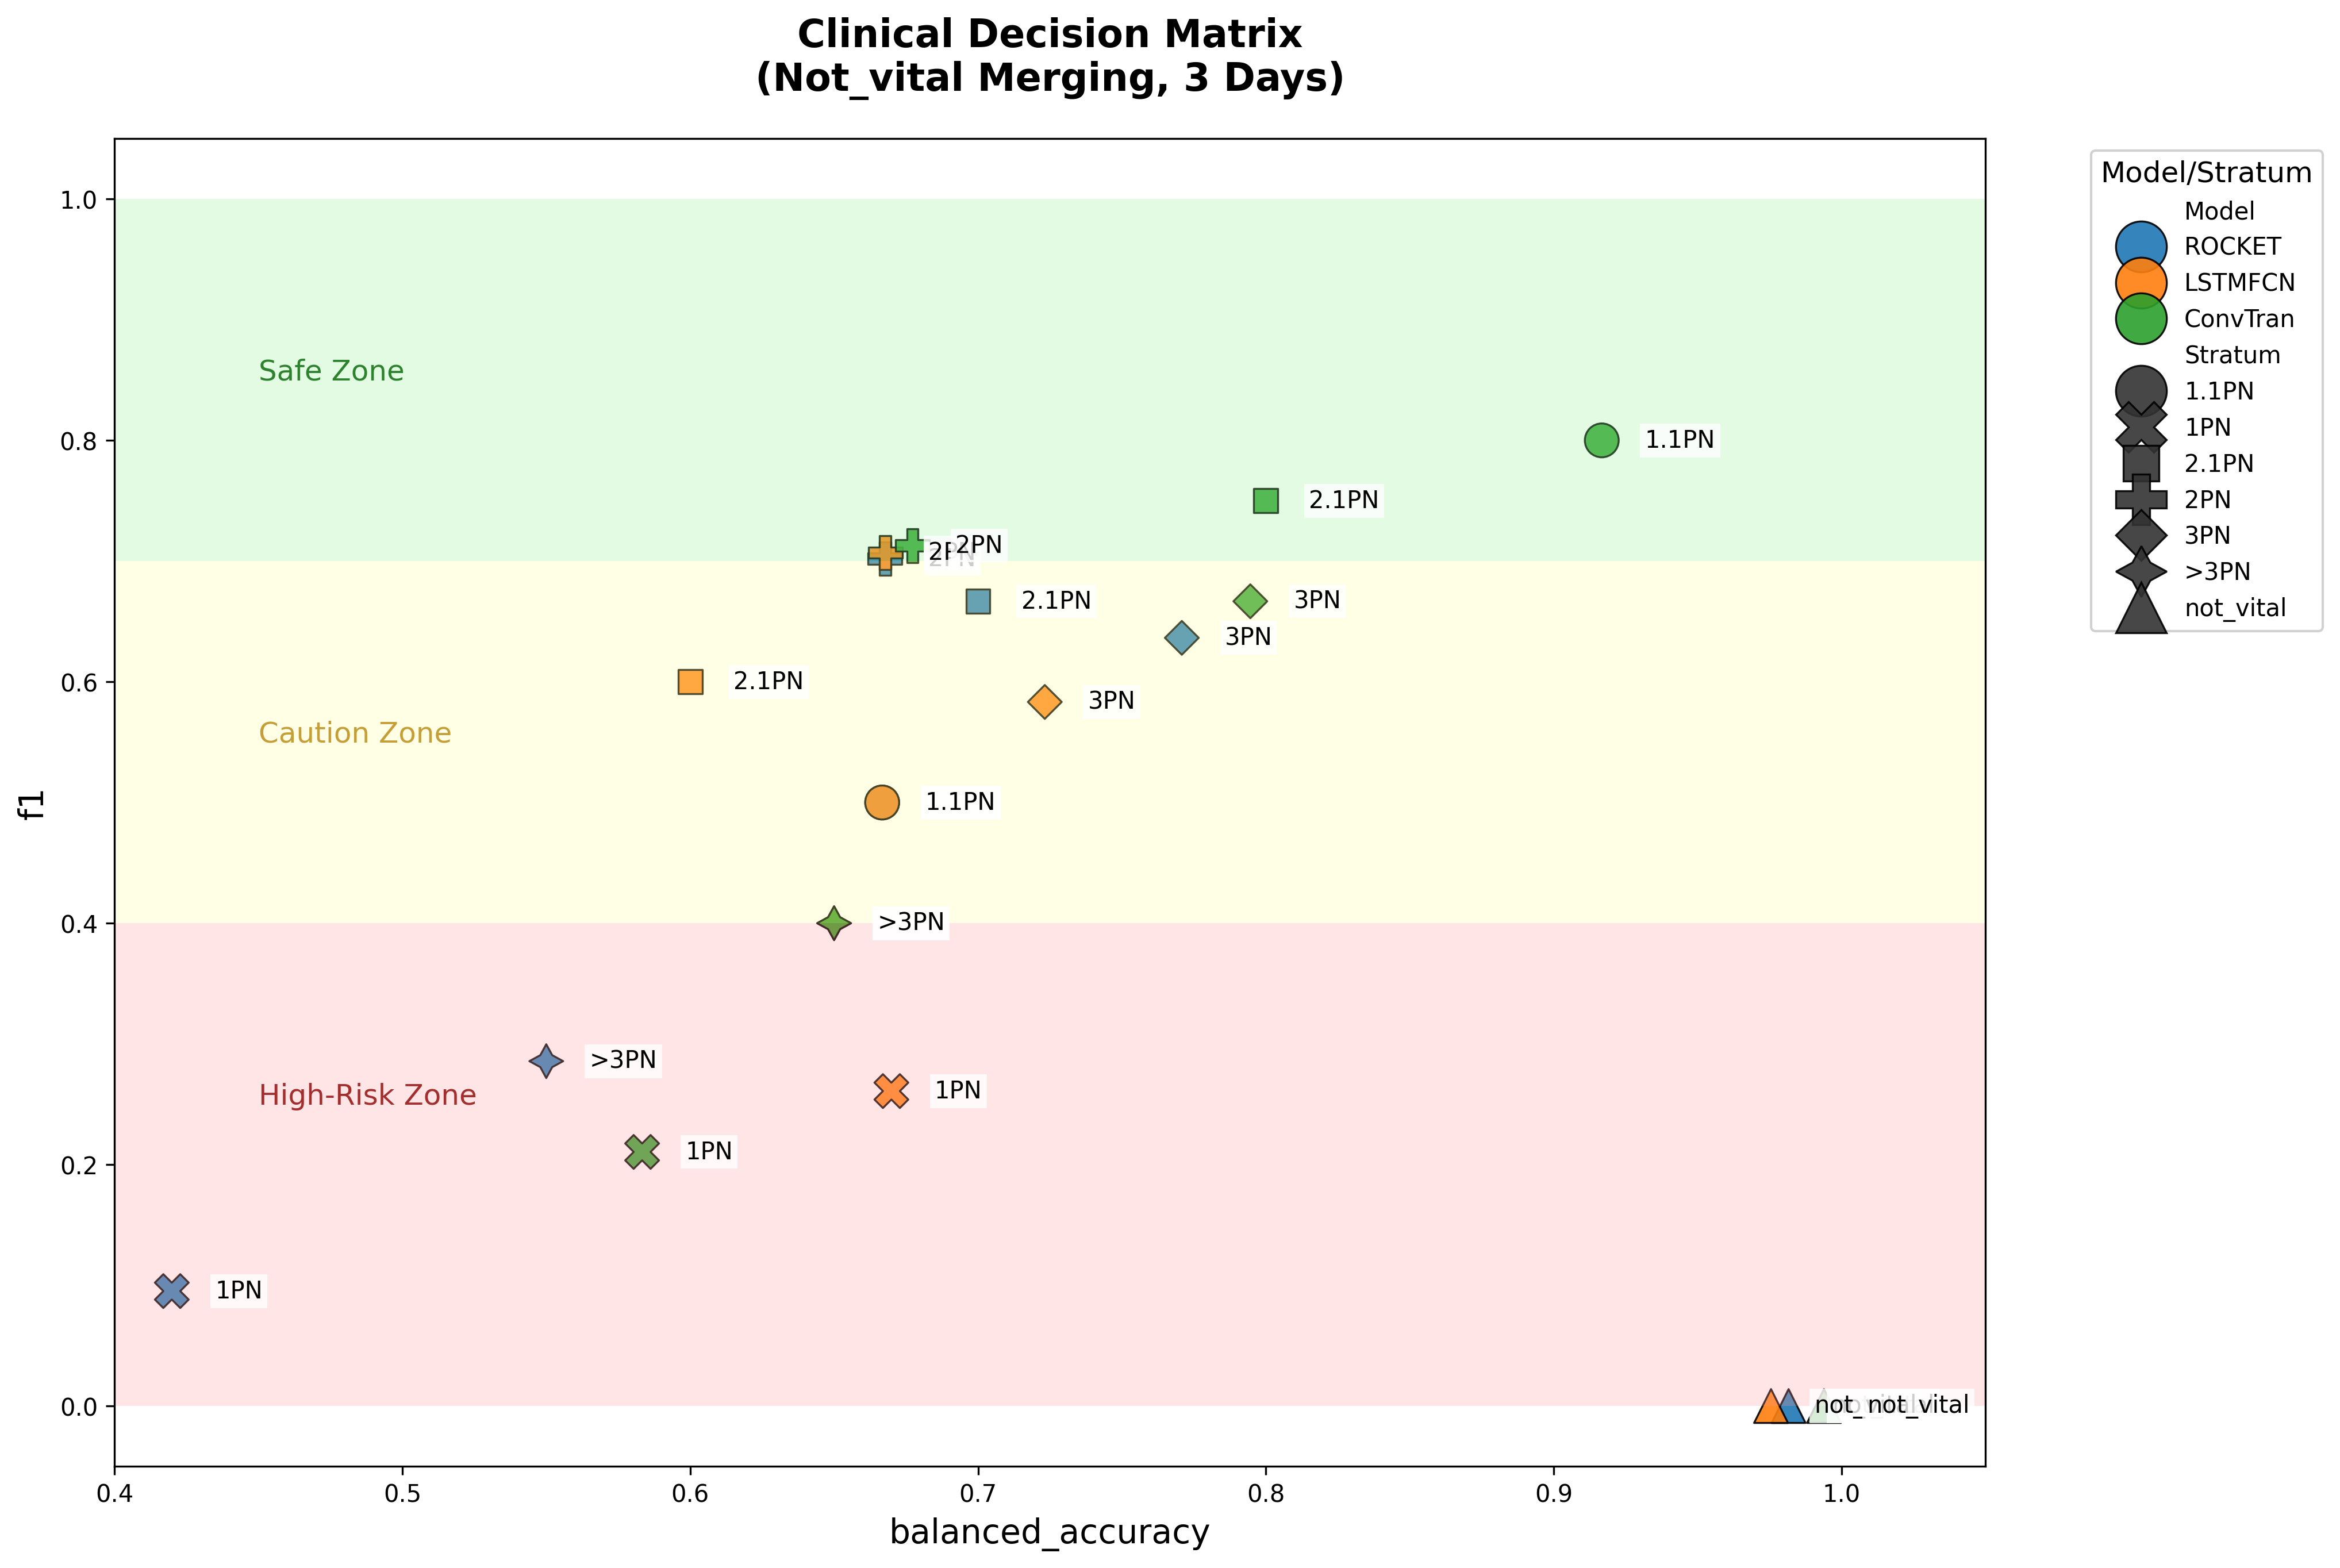 Clinical Decision Matrix
(Not_vital Merging, 3 Days)
Model/Stratum
Model
ROCKET
LSTMFCN
ConvTran
Stratum
1.1PN
1PN
2.1PN
2PN
3PN
>3PN
not_vital
1.0
0.8
0.6
0.4
0.2
0.0
f1
Safe Zone
1.1PN
2.1PN
2PN
2PN
2.1PN
3PN
3PN
2.1PN
3PN
Caution Zone
1.1PN
>3PN
>3PN
High-Risk Zone
1PN
1PN
1PN
not_not_vital
0.4
0.5
0.6
0.7
0.8
0.9
1.0
balanced_accuracy